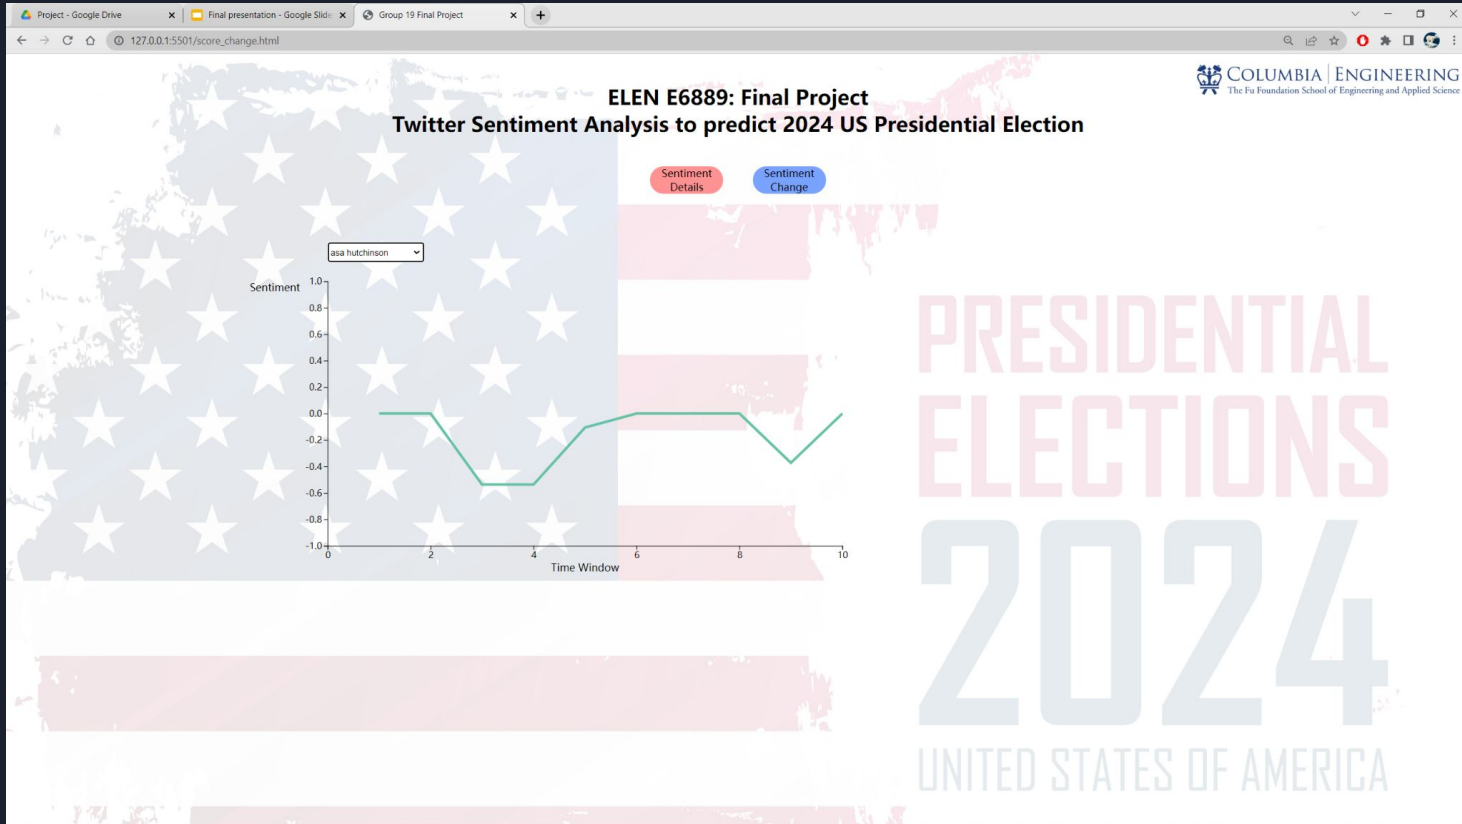 Project - Google Drive
Final presentation - Google Slide
Group 19 Final Project
127.0.0.1:5501/score_change.html
COLUMBIA | ENGINEERING
The Fu Foundation School of Engineering and Applied Science
ELEN E6889: Final Project
Twitter Sentiment Analysis to predict 2024 US Presidential Election
Sentiment
Details
Sentiment
Change
asa hutchinson
Sentiment
1.0
0.8
0.6
0.4
0.2
0.0
-0.2
-0.4
-0.6
-0.8
-1.0
0 2 4 6 8 10
Time Window
PRESIDENTIAL
ELECTIONS
2024
UNITED STATES OF AMERICA